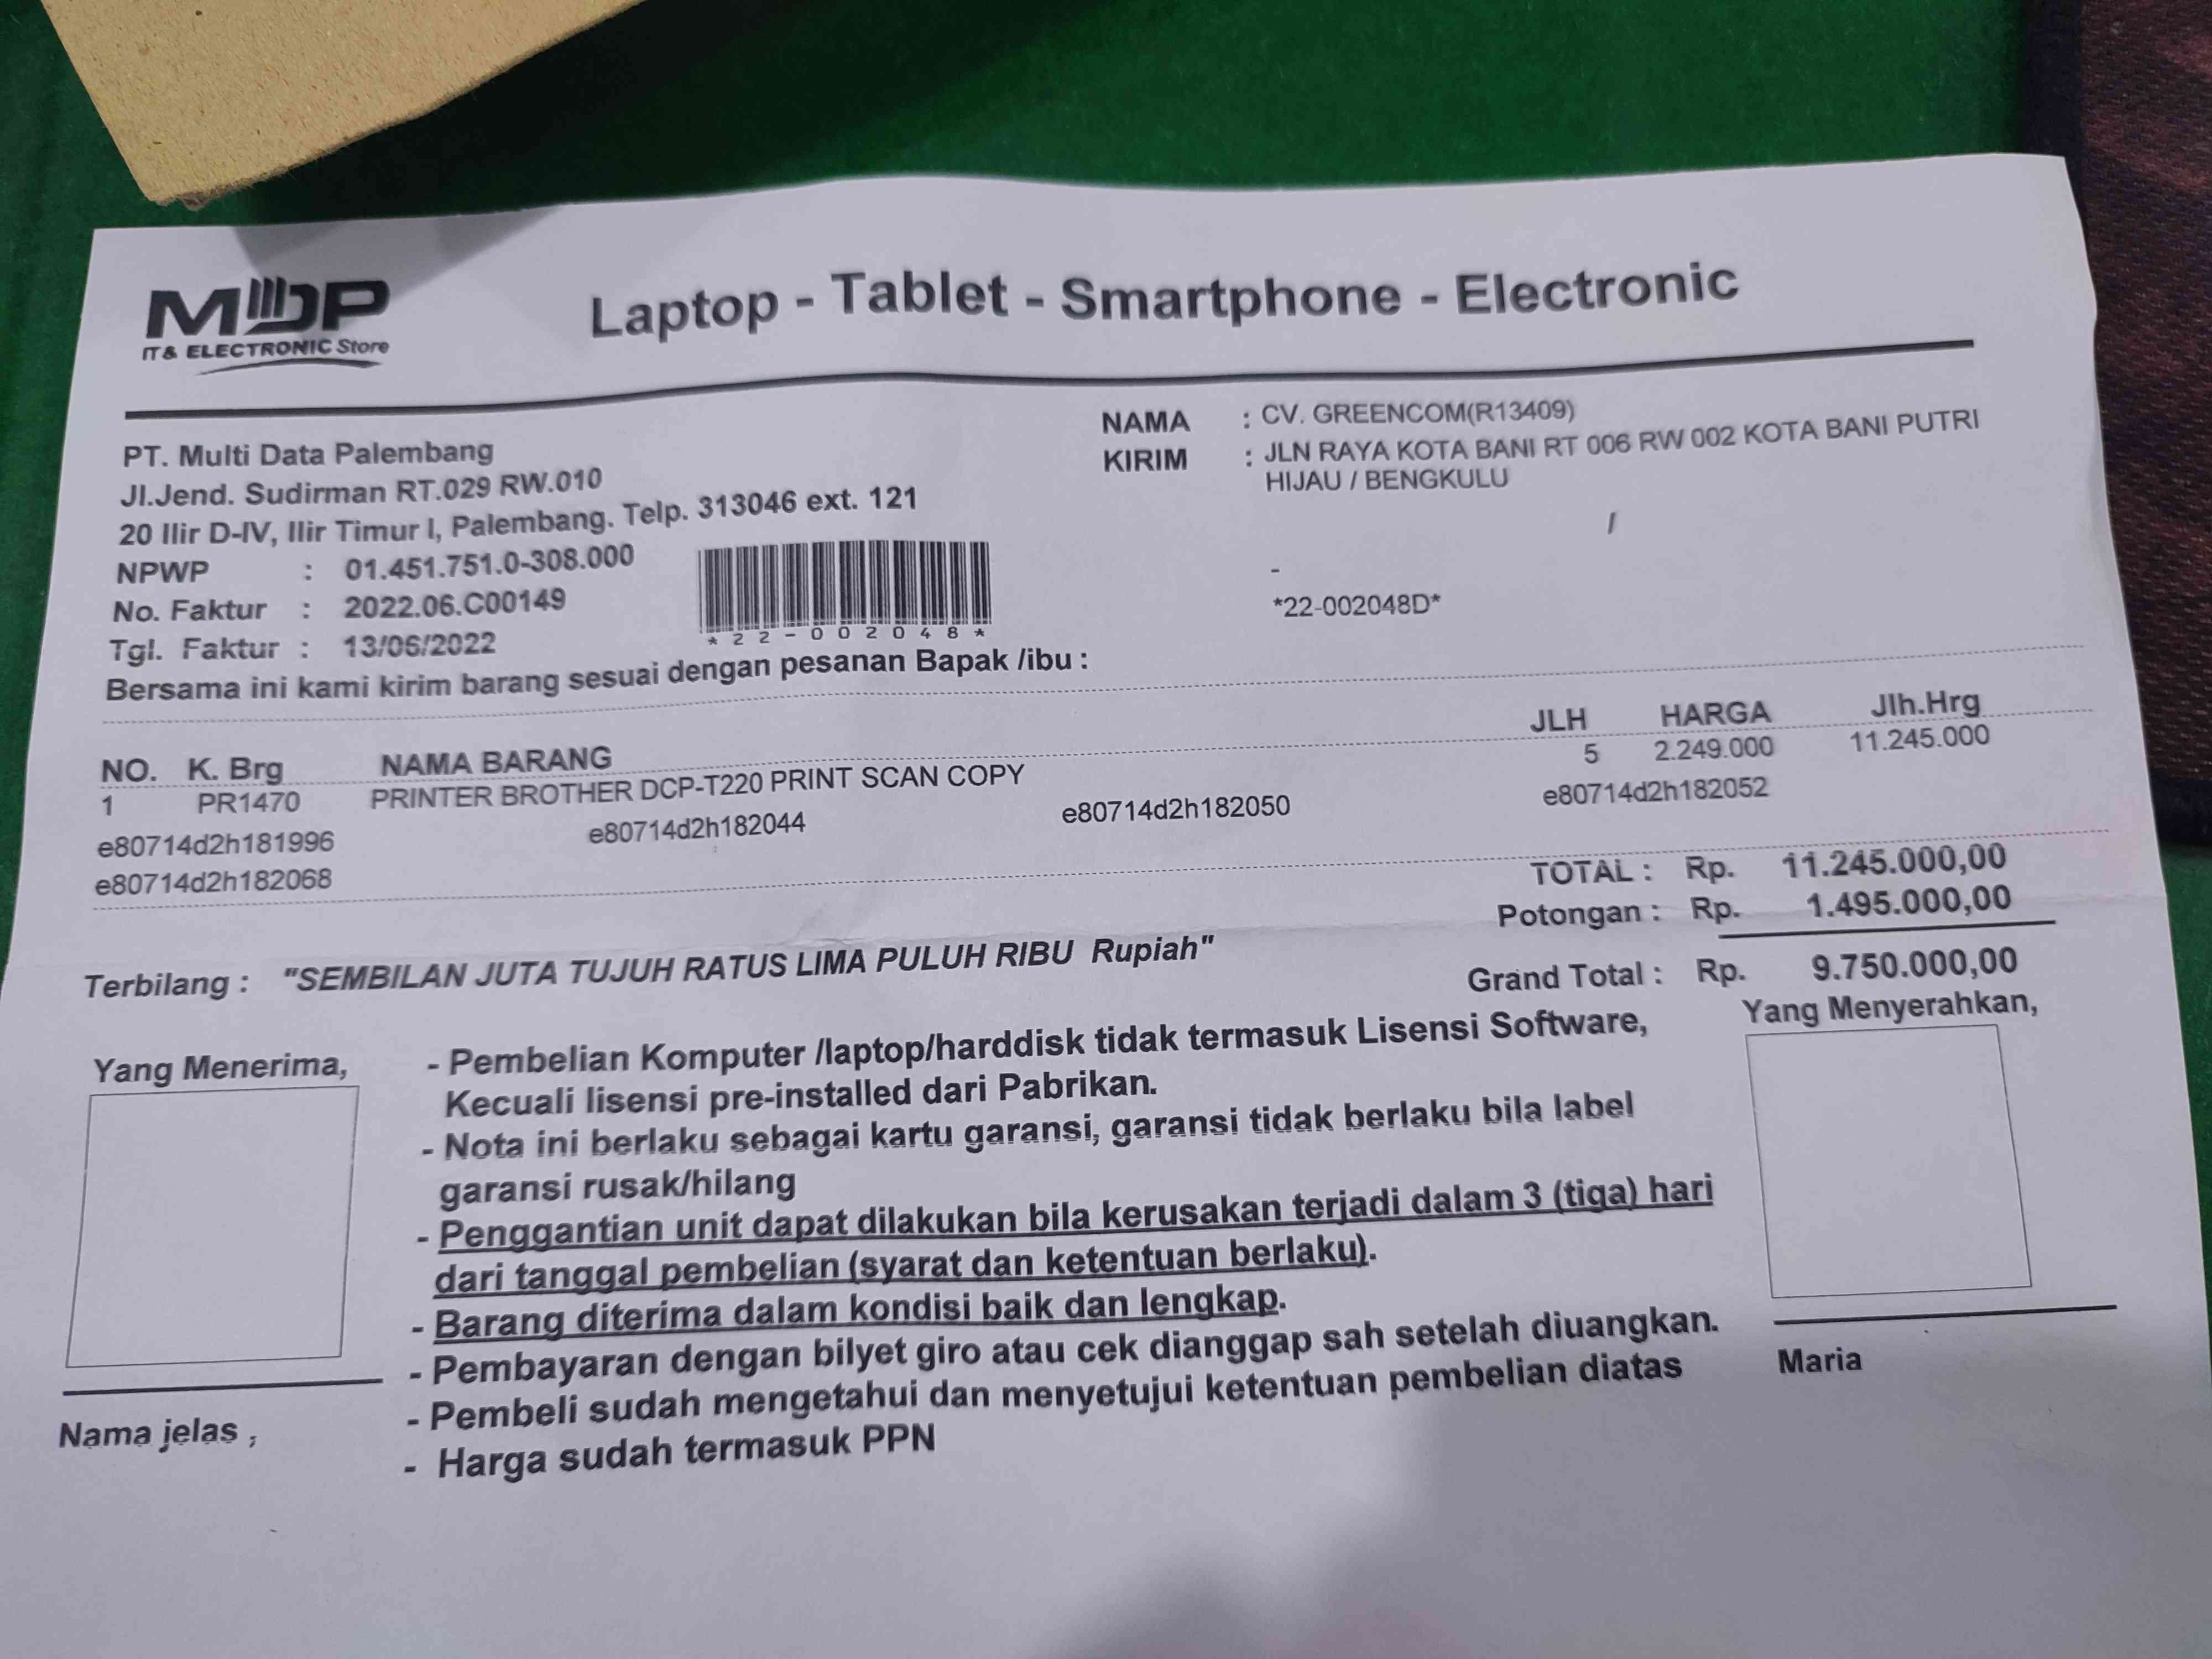 MDP
IT & ELECTRONIC Store
Laptop - Tablet - Smartphone - Electronic
PT. Multi Data Palembang
Jl.Jend. Sudirman RT.029 RW.010
20 Ilir D-IV, Ilir Timur I, Palembang. Telp. 313046 ext. 121
NPWP : 01.451.751.0-308.000
No. Faktur : 2022.06.C00149
Tgl. Faktur : 13/06/2022
*22-002048*
NAMA : CV. GREENCOM(R13409)
KIRIM : JLN RAYA KOTA BANI RT 006 RW 002 KOTA BANI PUTRI
HIJAU / BENGKULU
/
-
*22-002048D*
Bersama ini kami kirim barang sesuai dengan pesanan Bapak /ibu :
NO. K. Brg NAMA BARANG JLH HARGA Jlh.Hrg
1 PR1470 PRINTER BROTHER DCP-T220 PRINT SCAN COPY 5 2.249.000 11.245.000
e80714d2h181996 e80714d2h182044 e80714d2h182050 e80714d2h182052
e80714d2h182068
TOTAL : Rp. 11.245.000,00
Potongan : Rp. 1.495.000,00
Terbilang : "SEMBILAN JUTA TUJUH RATUS LIMA PULUH RIBU Rupiah"
Grand Total : Rp. 9.750.000,00
Yang Menerima,
Yang Menyerahkan,
- Pembelian Komputer /laptop/harddisk tidak termasuk Lisensi Software,
Kecuali lisensi pre-installed dari Pabrikan.
- Nota ini berlaku sebagai kartu garansi, garansi tidak berlaku bila label
garansi rusak/hilang
- Penggantian unit dapat dilakukan bila kerusakan terjadi dalam 3 (tiga) hari
dari tanggal pembelian (syarat dan ketentuan berlaku).
- Barang diterima dalam kondisi baik dan lengkap.
- Pembayaran dengan bilyet giro atau cek dianggap sah setelah diuangkan.
- Pembeli sudah mengetahui dan menyetujui ketentuan pembelian diatas
- Harga sudah termasuk PPN
Nama jelas ,
Maria